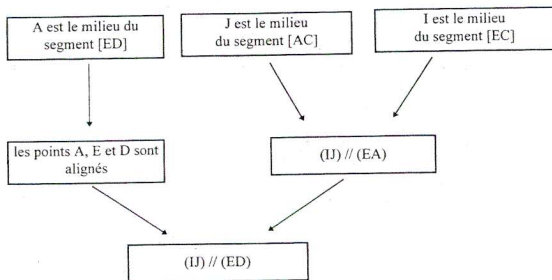 A est le milieu du
segment [ED]
J est le milieu
du segment [AC]
I est le milieu
du segment [EC]
les points A, E et D sont
alignés
(IJ) // (EA)
(IJ) // (ED)